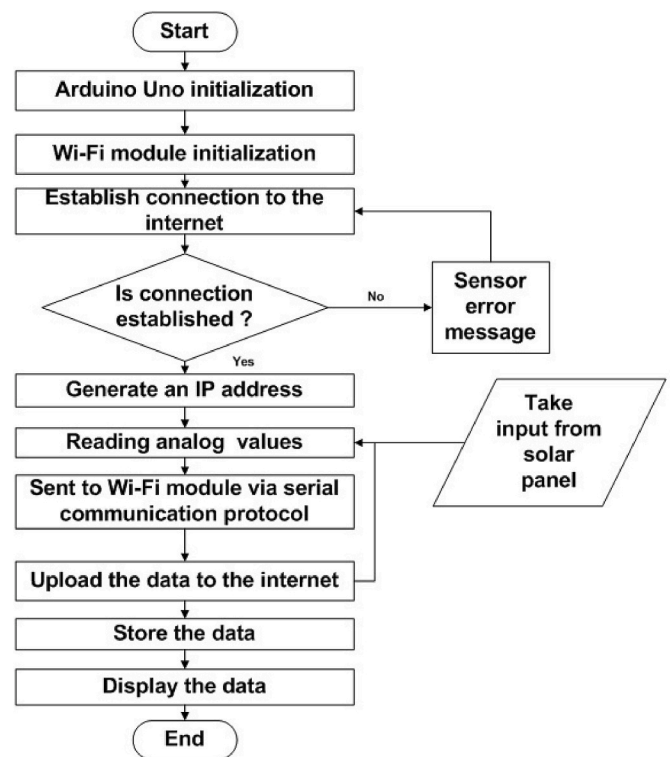 Start
Arduino Uno initialization
Wi-Fi module initialization
Establish connection to the
internet
Is connection
established ?
No
Sensor
error
message
Yes
Generate an IP address
Reading analog values
Take
input from
solar
panel
Sent to Wi-Fi module via serial
communication protocol
Upload the data to the internet
Store the data
Display the data
End